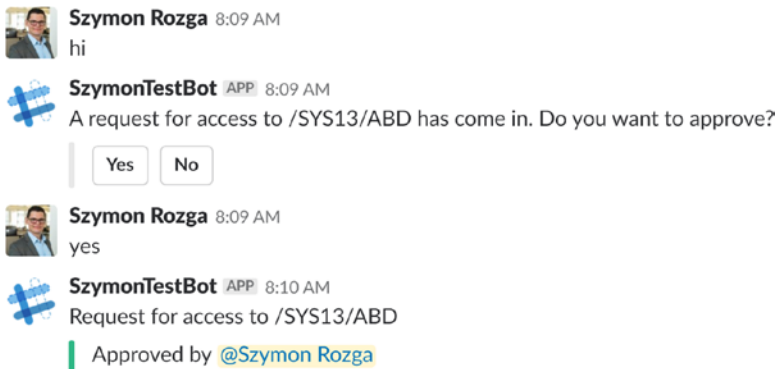 Szymon Rozga 8:09 AM
hi
SzymonTestBot APP 8:09 AM
A request for access to /SYS13/ABD has come in. Do you want to approve?
Yes No
Szymon Rozga 8:09 AM
yes
SzymonTestBot APP 8:10 AM
Request for access to /SYS13/ABD
Approved by @Szymon Rozga